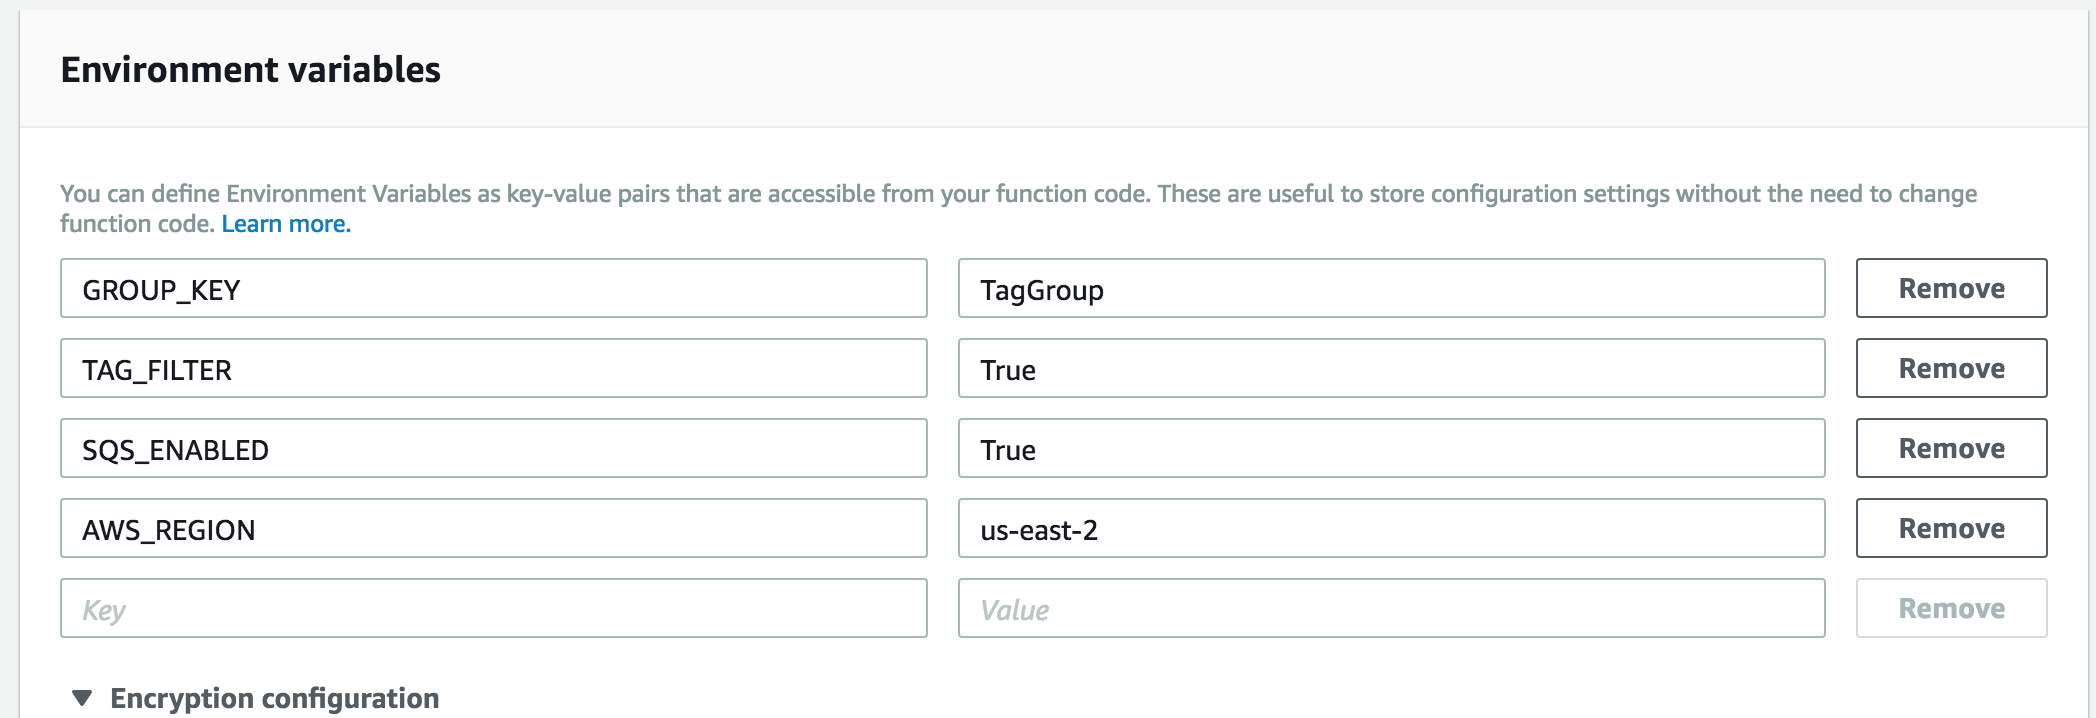 Environment variables
You can define Environment Variables as key-value pairs that are accessible from your function code. These are useful to store configuration settings without the need to change
function code. Learn more.
GROUP_KEY TagGroup Remove
TAG_FILTER True Remove
SQS_ENABLED True Remove
AWS_REGION us-east-2 Remove
Key Value Remove
Encryption configuration